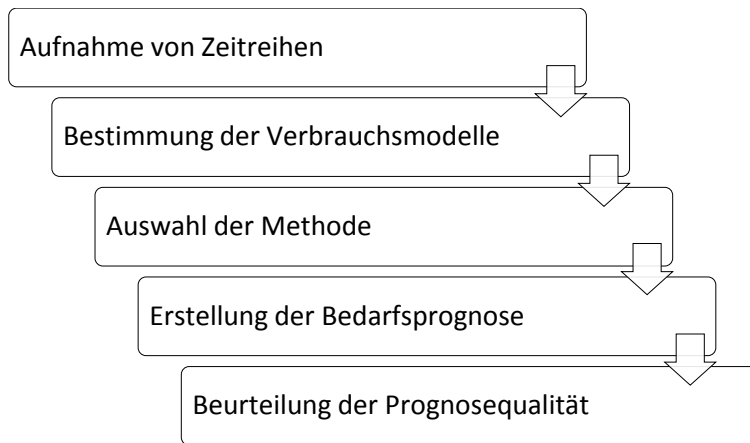 Aufnahme von Zeitreihen
Bestimmung der Verbrauchsmodelle
Auswahl der Methode
Erstellung der Bedarfsprognose
Beurteilung der Prognosequalität